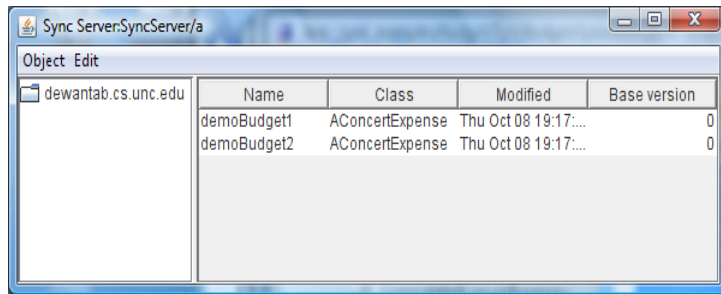 Sync Server:SyncServer/a
Object Edit
dewantab.cs.unc.edu
Name Class Modified Base version
demoBudget1 AConcertExpense Thu Oct 08 19:17:... 0
demoBudget2 AConcertExpense Thu Oct 08 19:17:... 0